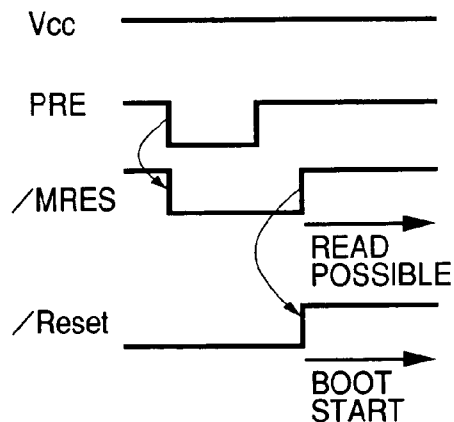 Vcc
PRE
/MRES
READ
POSSIBLE
/Reset
BOOT
START